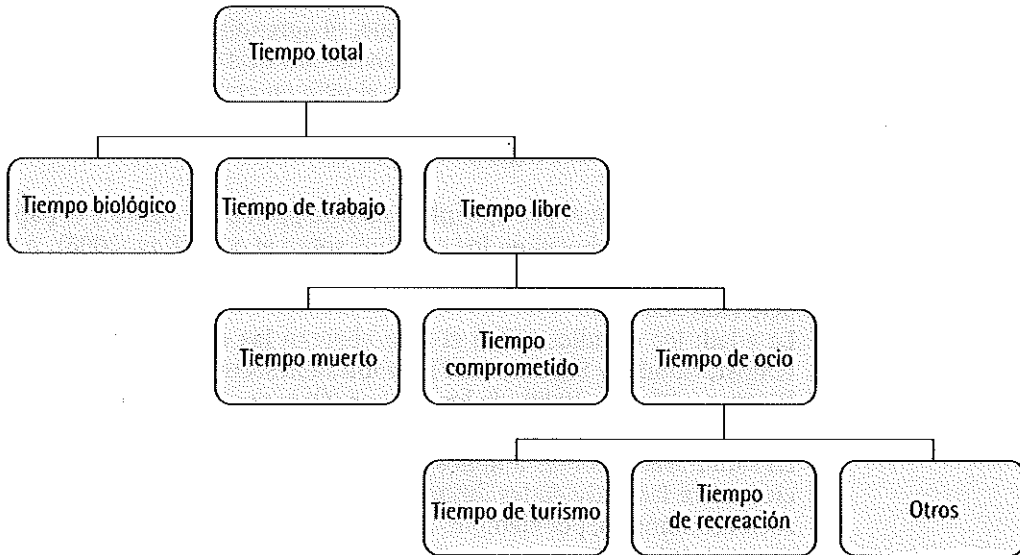 Tiempo total
Tiempo biológico
Tiempo de trabajo
Tiempo libre
Tiempo muerto
Tiempo
comprometido
Tiempo de ocio
Tiempo de turismo
Tiempo
de recreación
Otros